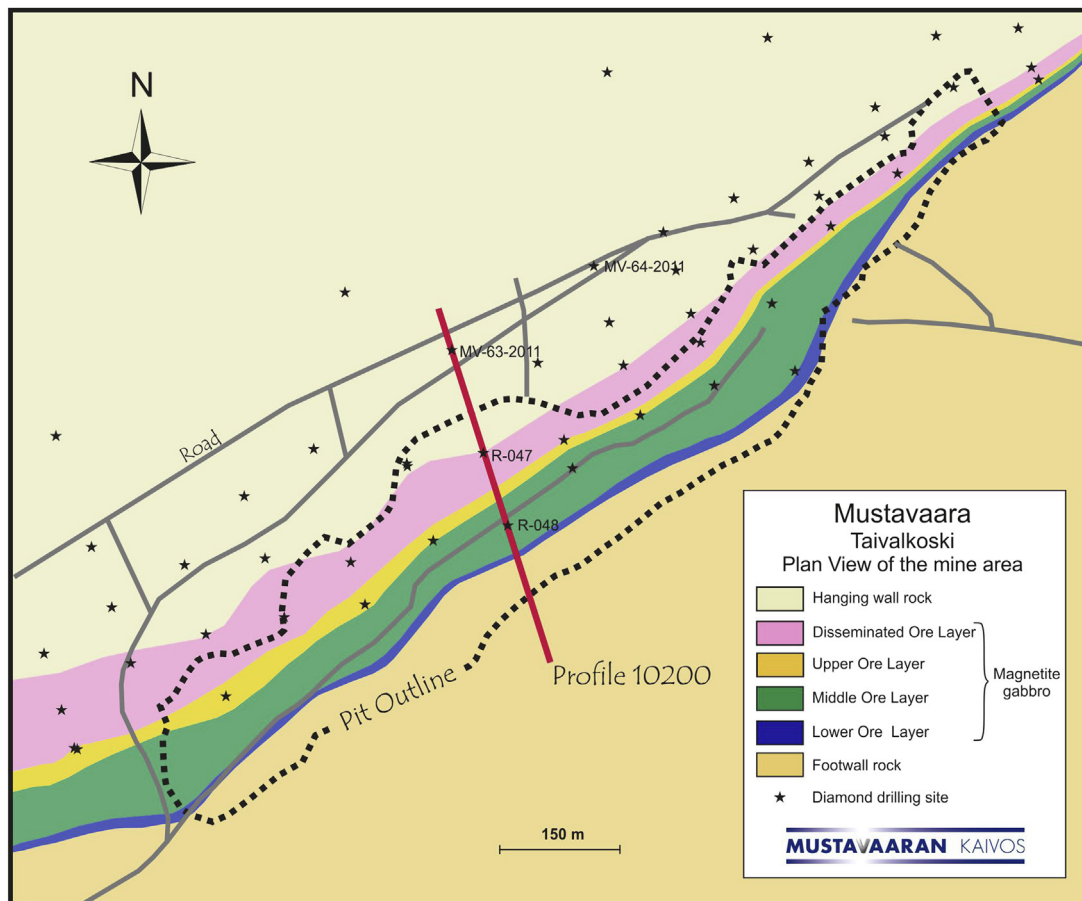 N
MV-64-2011
MV-63-2011
Road
R-047
R-048
Pit Outline
Profile 10200
150 m
Mustavaara
Taivalkoski
Plan View of the mine area
Hanging wall rock
Disseminated Ore Layer
Upper Ore Layer
Middle Ore Layer
Lower Ore Layer
Magnetite
gabbro
Footwall rock
Diamond drilling site
MUSTAVAARAN KAIVOS